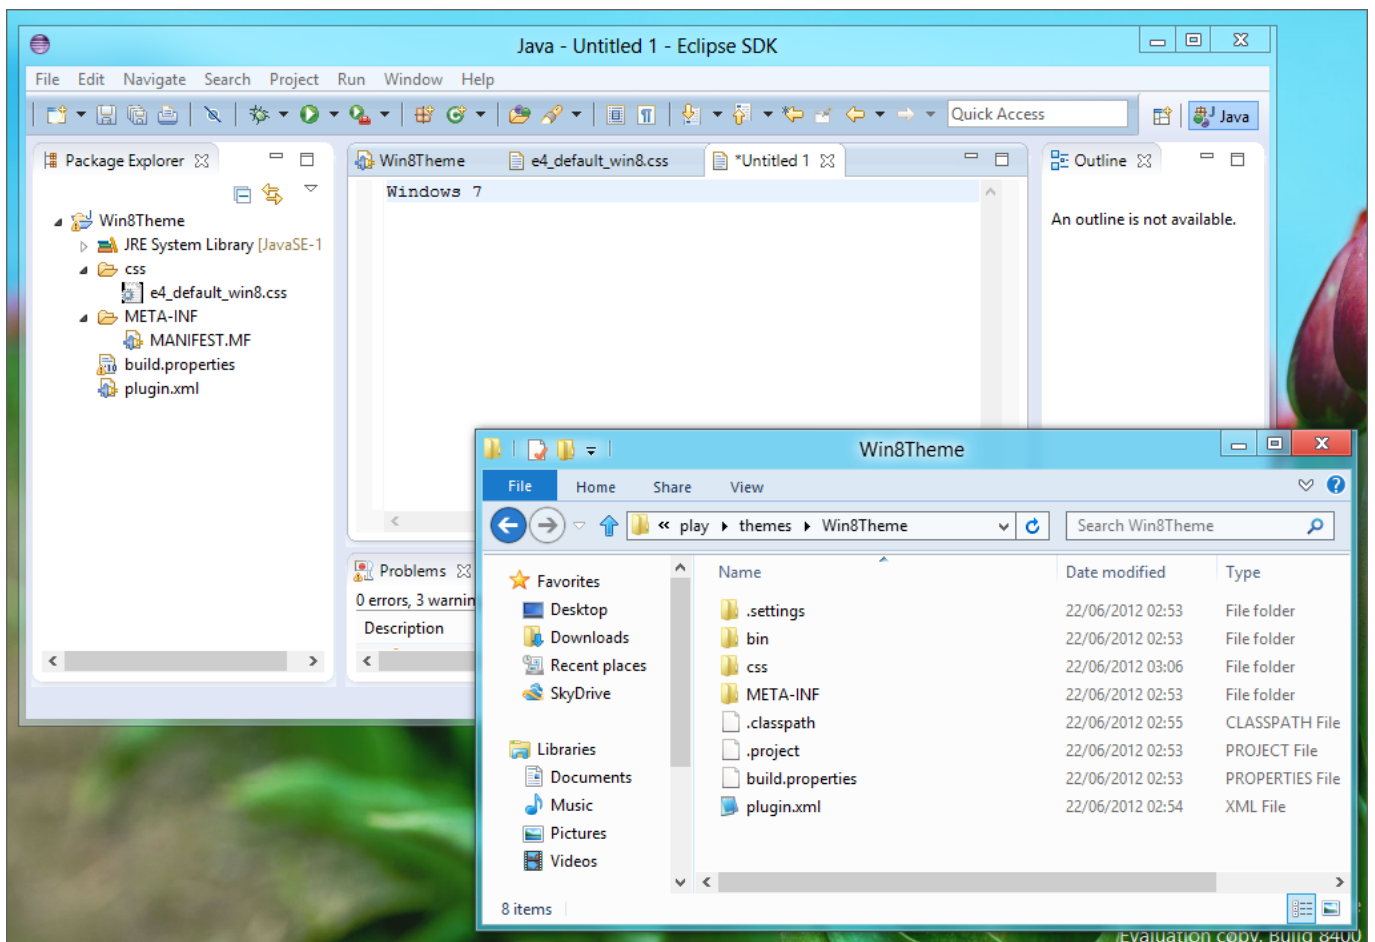 Java - Untitled 1 - Eclipse SDK
File Edit Navigate Search Project Run Window Help
Quick Access
Java
Package Explorer
Win8Theme
JRE System Library [JavaSE-1
css
e4_default_win8.css
META-INF
MANIFEST.MF
build.properties
plugin.xml
Win8Theme e4_default_win8.css *Untitled 1
Windows 7
Outline
An outline is not available.
Problems
0 errors, 3 warnin
Description
Win8Theme
File Home Share View
« play themes Win8Theme
Search Win8Theme
Favorites
Desktop
Downloads
Recent places
SkyDrive
Libraries
Documents
Music
Pictures
Videos
Name Date modified Type
.settings 22/06/2012 02:53 File folder
bin 22/06/2012 02:53 File folder
css 22/06/2012 03:06 File folder
META-INF 22/06/2012 02:53 File folder
.classpath 22/06/2012 02:55 CLASSPATH File
.project 22/06/2012 02:53 PROJECT File
build.properties 22/06/2012 02:53 PROPERTIES File
plugin.xml 22/06/2012 02:54 XML File
8 items
Evaluation copy. Build 8400